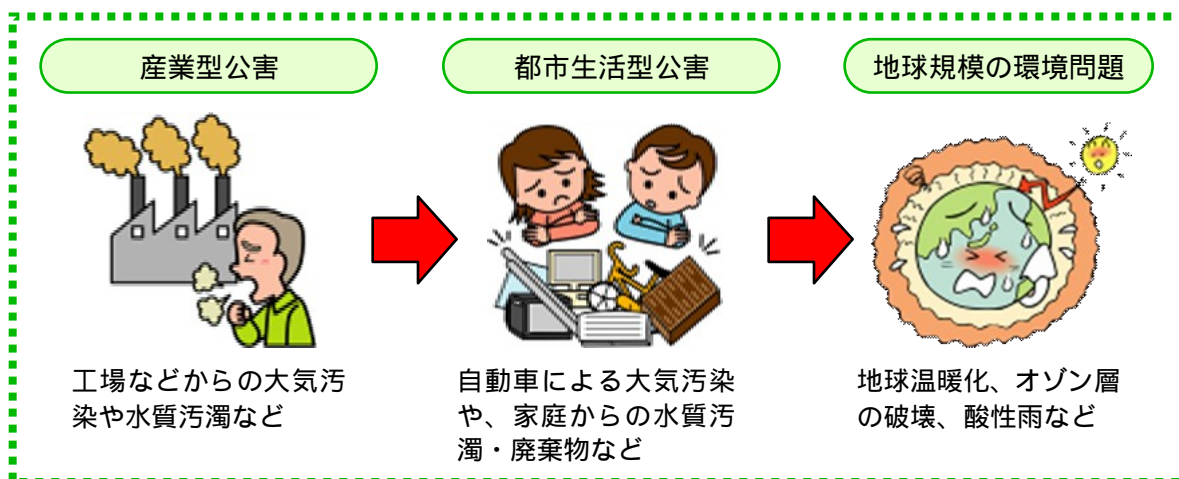 産業型公害
都市生活型公害
地球規模の環境問題
工場などからの大気汚
染や水質汚濁など
自動車による大気汚染
や、家庭からの水質汚
濁・廃棄物など
地球温暖化、オゾン層
の破壊、酸性雨など